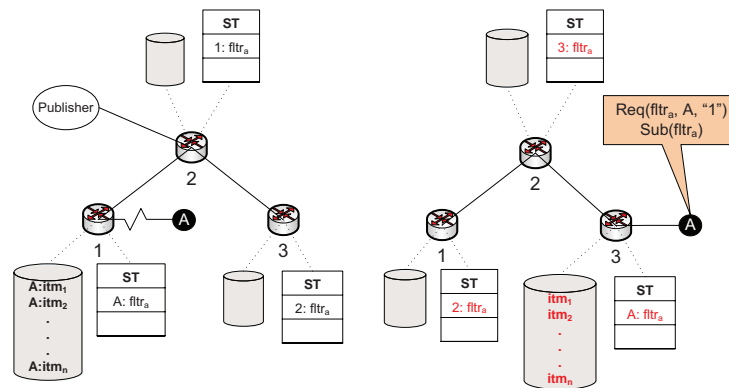 ST
1: fltrₐ
Publisher
2
A
1
3
ST
A: fltrₐ
A:itm₁
A:itm₂
.
.
.
A:itmₙ
ST
2: fltrₐ
ST
3: fltrₐ
Req(fltrₐ, A, “1”)
Sub(fltrₐ)
2
A
1
3
ST
2: fltrₐ
itm₁
itm₂
.
.
.
itmₙ
ST
A: fltrₐ